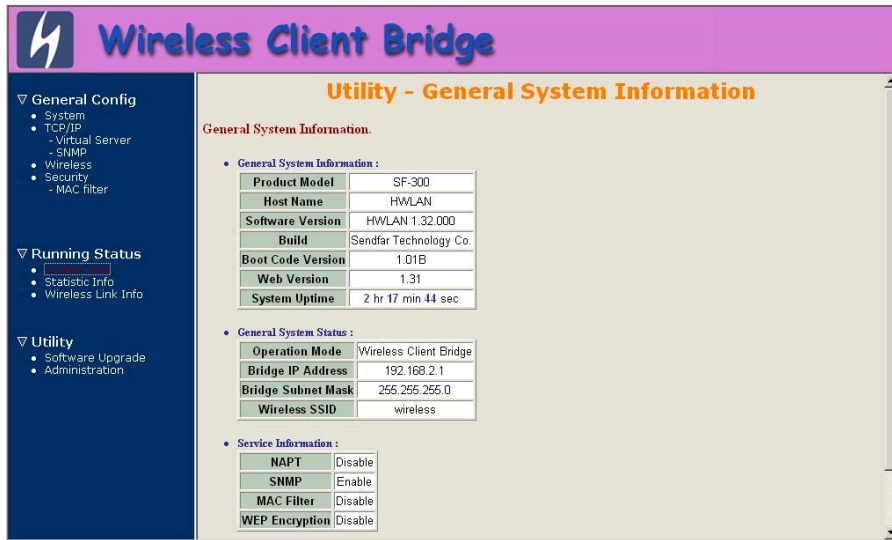 Wireless Client Bridge
General Config
System
TCP/IP
- Virtual Server
- SNMP
Wireless
Security
- MAC filter
Running Status
Statistic Info
Wireless Link Info
Utility
Software Upgrade
Administration
Utility - General System Information
General System Information.
General System Information :
Product Model SF-300
Host Name HWLAN
Software Version HWLAN 1.32.000
Build Sendfar Technology Co.
Boot Code Version 1.01B
Web Version 1.31
System Uptime 2 hr 17 min 44 sec
General System Status :
Operation Mode Wireless Client Bridge
Bridge IP Address 192.168.2.1
Bridge Subnet Mask 255.255.255.0
Wireless SSID wireless
Service Information :
NAPT Disable
SNMP Enable
MAC Filter Disable
WEP Encryption Disable